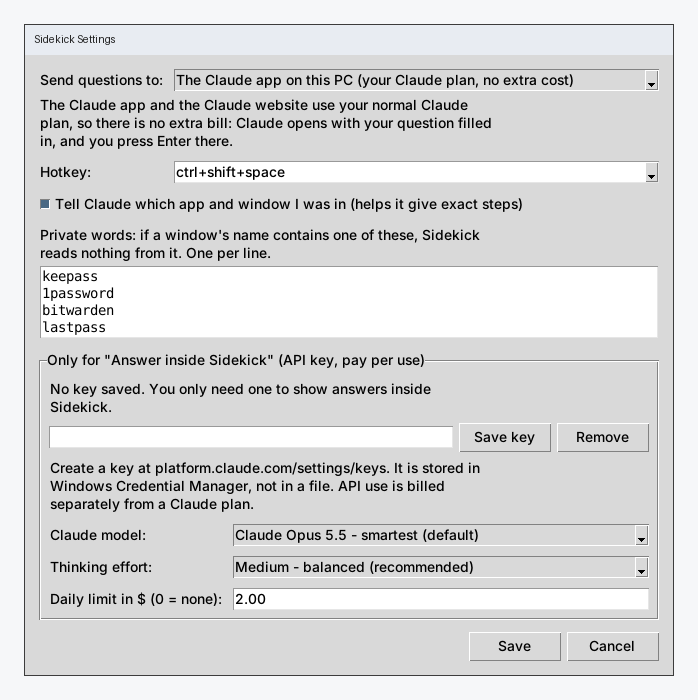 Sidekick Settings
Send questions to: The Claude app on this PC (your Claude plan, no extra cost)
The Claude app and the Claude website use your normal Claude
plan, so there is no extra bill: Claude opens with your question filled
in, and you press Enter there.
Hotkey: ctrl+shift+space
Tell Claude which app and window I was in (helps it give exact steps)
Private words: if a window's name contains one of these, Sidekick
reads nothing from it. One per line.
keepass
1password
bitwarden
lastpass
Only for "Answer inside Sidekick" (API key, pay per use)
No key saved. You only need one to show answers inside
Sidekick.
Save key Remove
Create a key at platform.claude.com/settings/keys. It is stored in
Windows Credential Manager, not in a file. API use is billed
separately from a Claude plan.
Claude model: Claude Opus 5.5 - smartest (default)
Thinking effort: Medium - balanced (recommended)
Daily limit in $ (0 = none): 2.00
Save Cancel